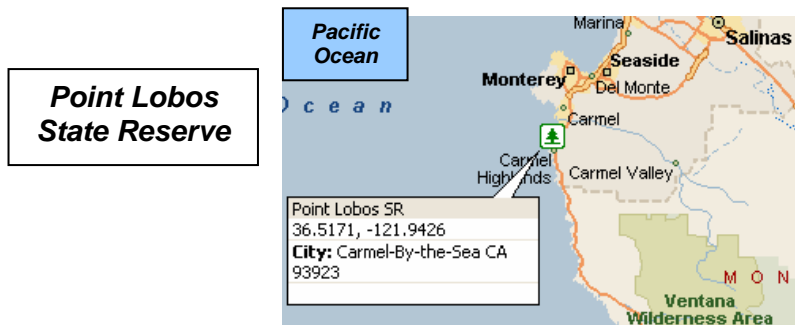 Point Lobos
State Reserve
Pacific
Ocean
Marina
Salinas
Seaside
Monterey
Del Monte
Ocean
Carmel
Carmel
Highlands
Carmel Valley
Point Lobos SR
36.5171, -121.9426
City: Carmel-By-the-Sea CA
93923
M O N
Ventana
Wilderness Area